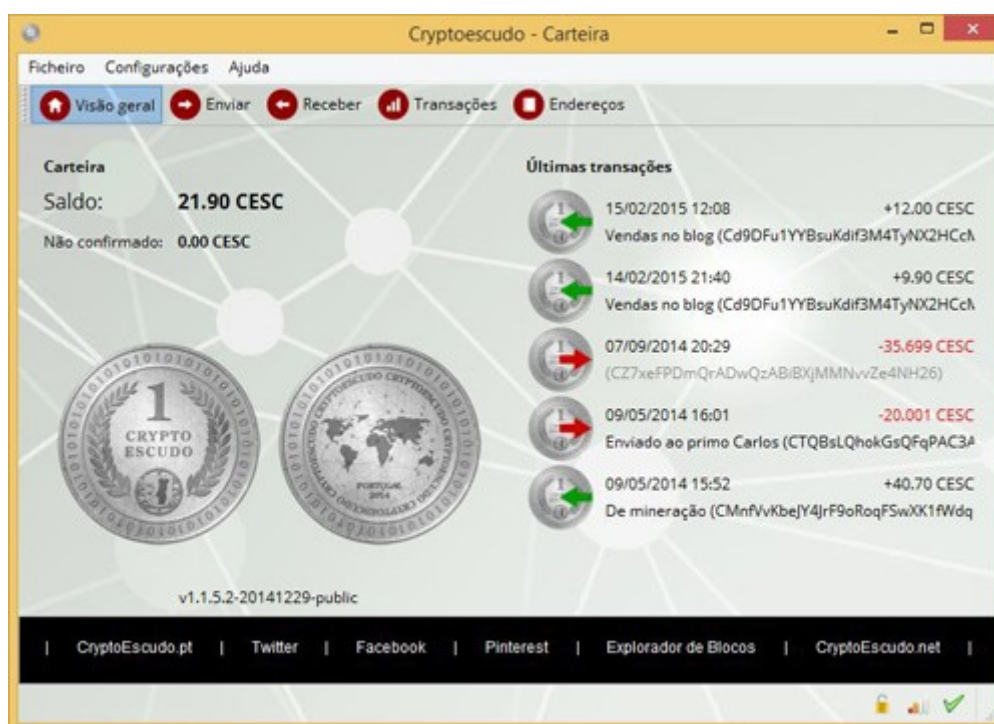 Cryptoescudo - Carteira
Ficheiro Configurações Ajuda
Visão geral Enviar Receber Transações Endereços
Carteira
Saldo: 21.90 CESC
Não confirmado: 0.00 CESC
1
CRYPTO
ESCUDO
PORTUGAL
2014
v1.1.5.2-20141229-public
Últimas transações
15/02/2015 12:08 +12.00 CESC
Vendas no blog (Cd9DFu1YYBsuKdif3M4TyNX2HCcM
14/02/2015 21:40 +9.90 CESC
Vendas no blog (Cd9DFu1YYBsuKdif3M4TyNX2HCcM
07/09/2014 20:29 -35.699 CESC
(CZ7xeFPDmQrADwQzABiBXjMMNvvZe4NH26)
09/05/2014 16:01 -20.001 CESC
Enviado ao primo Carlos (CTQBsLQhokGsQFqPAC3A
09/05/2014 15:52 +40.70 CESC
De mineração (CMnfVvKbeJY4JrF9oRoqFSwXK1fWdq
| CryptoEscudo.pt | Twitter | Facebook | Pinterest | Explorador de Blocos | CryptoEscudo.net |